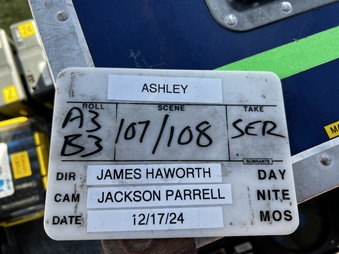 ASHLEY
ROLL SCENE TAKE
A3 107/108 SER
B3
DIR JAMES HAWORTH DAY
CAM JACKSON PARRELL NITE
DATE 12/17/24 MOS